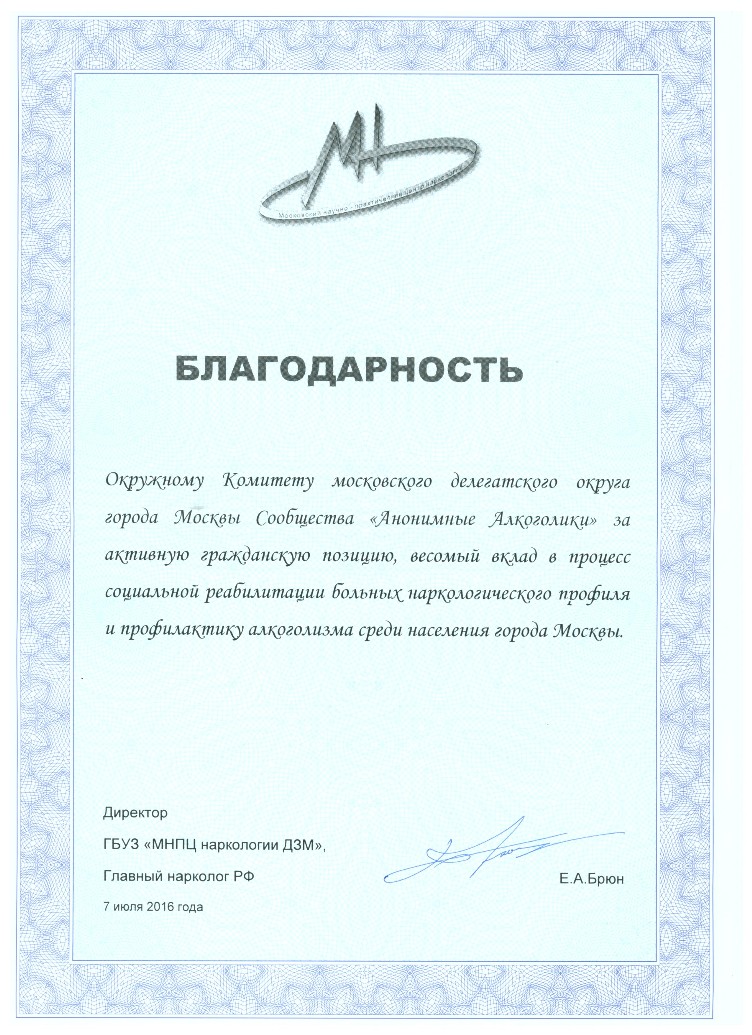 Московский научно - практический центр наркологии
БЛАГОДАРНОСТЬ
Окружному Комитету московского делегатского округа
города Москвы Сообщества «Анонимные Алкоголики» за
активную гражданскую позицию, весомый вклад в процесс
социальной реабилитации больных наркологического профиля
и профилактику алкоголизма среди населения города Москвы.
Директор
ГБУЗ «МНПЦ наркологии ДЗМ»,
Главный нарколог РФ
Е.А.Брюн
7 июля 2016 года